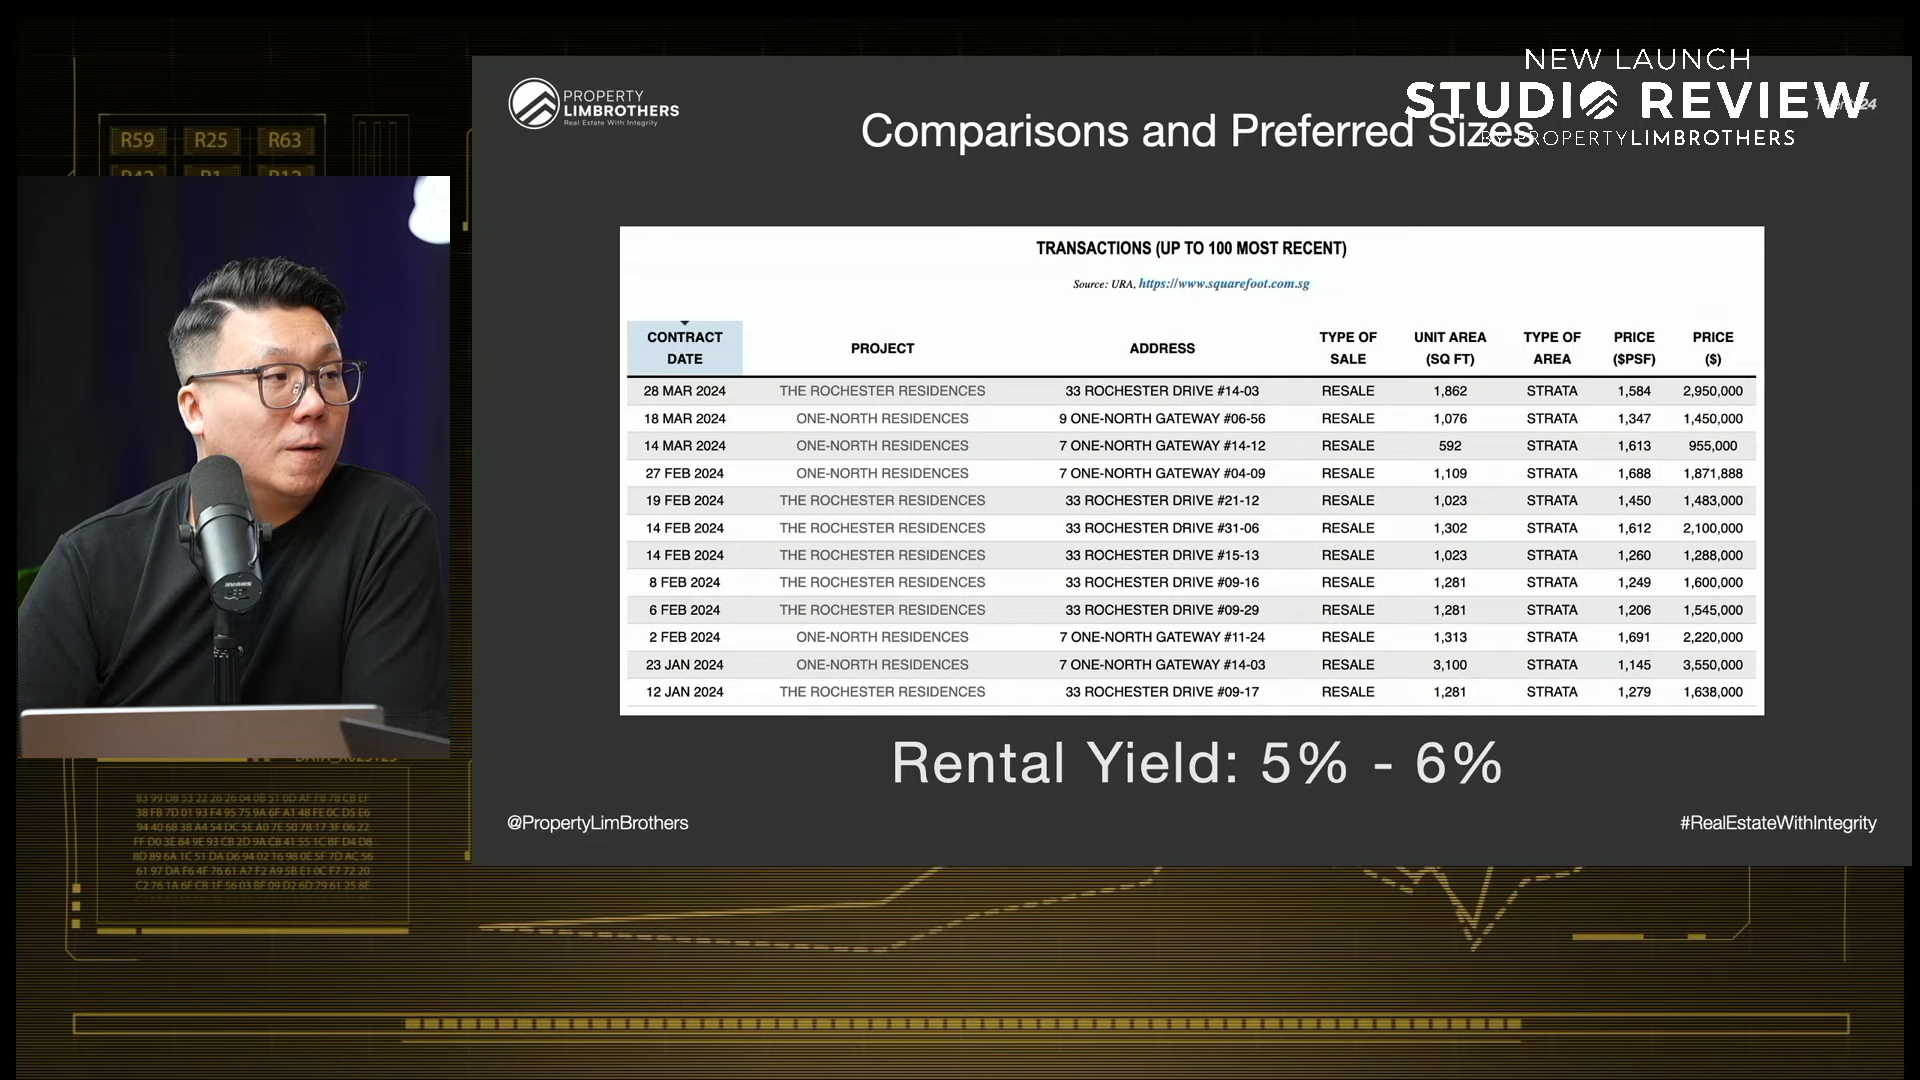 NEW LAUNCH
STUDIO REVIEW
BY PROPERTYLIMBROTHERS
PROPERTY
LIMBROTHERS
Real Estate With Integrity
Comparisons and Preferred Sizes
R59 R25 R63
TRANSACTIONS (UP TO 100 MOST RECENT)
Source: URA, https://www.squarefoot.com.sg
CONTRACT DATE PROJECT ADDRESS TYPE OF SALE UNIT AREA (SQ FT) TYPE OF AREA PRICE ($PSF) PRICE ($)
28 MAR 2024 THE ROCHESTER RESIDENCES 33 ROCHESTER DRIVE #14-03 RESALE 1,862 STRATA 1,584 2,950,000
18 MAR 2024 ONE-NORTH RESIDENCES 9 ONE-NORTH GATEWAY #06-56 RESALE 1,076 STRATA 1,347 1,450,000
14 MAR 2024 ONE-NORTH RESIDENCES 7 ONE-NORTH GATEWAY #14-12 RESALE 592 STRATA 1,613 955,000
27 FEB 2024 ONE-NORTH RESIDENCES 7 ONE-NORTH GATEWAY #04-09 RESALE 1,109 STRATA 1,688 1,871,888
19 FEB 2024 THE ROCHESTER RESIDENCES 33 ROCHESTER DRIVE #21-12 RESALE 1,023 STRATA 1,450 1,483,000
14 FEB 2024 THE ROCHESTER RESIDENCES 33 ROCHESTER DRIVE #31-06 RESALE 1,302 STRATA 1,612 2,100,000
14 FEB 2024 THE ROCHESTER RESIDENCES 33 ROCHESTER DRIVE #15-13 RESALE 1,023 STRATA 1,260 1,288,000
8 FEB 2024 THE ROCHESTER RESIDENCES 33 ROCHESTER DRIVE #09-16 RESALE 1,281 STRATA 1,249 1,600,000
6 FEB 2024 THE ROCHESTER RESIDENCES 33 ROCHESTER DRIVE #09-29 RESALE 1,281 STRATA 1,206 1,545,000
2 FEB 2024 ONE-NORTH RESIDENCES 7 ONE-NORTH GATEWAY #11-24 RESALE 1,313 STRATA 1,691 2,220,000
23 JAN 2024 ONE-NORTH RESIDENCES 7 ONE-NORTH GATEWAY #14-03 RESALE 3,100 STRATA 1,145 3,550,000
12 JAN 2024 THE ROCHESTER RESIDENCES 33 ROCHESTER DRIVE #09-17 RESALE 1,281 STRATA 1,279 1,638,000
Rental Yield: 5% - 6%
@PropertyLimBrothers
#RealEstateWithIntegrity